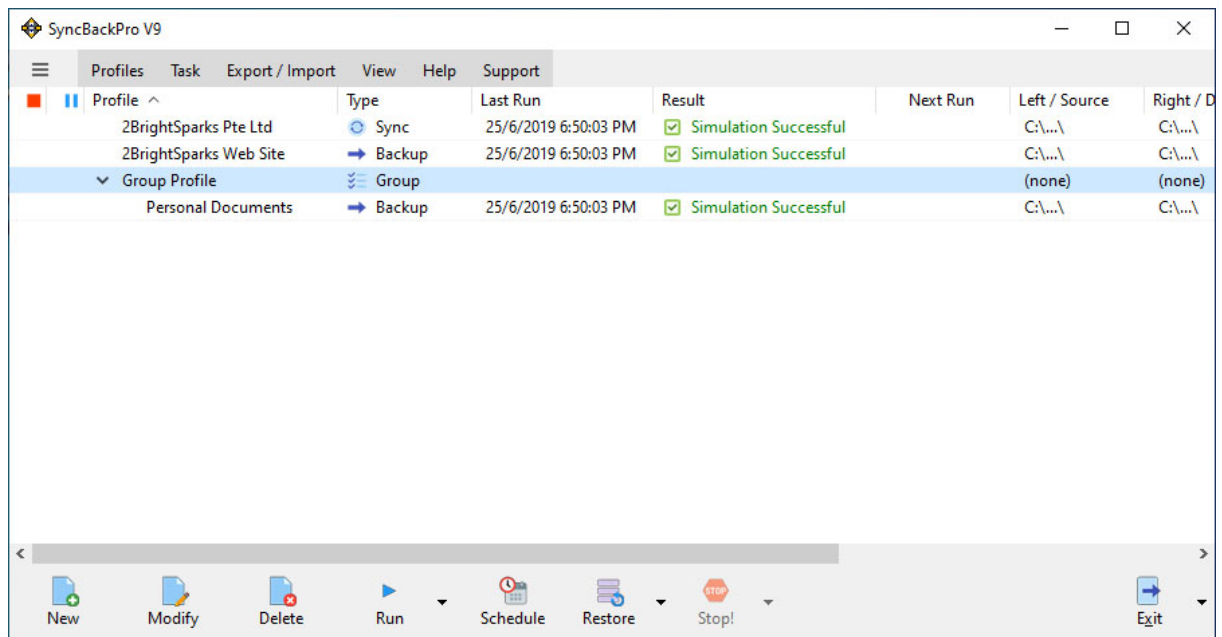 SyncBackPro V9
Profiles Task Export / Import View Help Support
Profile Type Last Run Result Next Run Left / Source Right / D
2BrightSparks Pte Ltd Sync 25/6/2019 6:50:03 PM Simulation Successful C:\...\ C:\...\
2BrightSparks Web Site Backup 25/6/2019 6:50:03 PM Simulation Successful C:\...\ C:\...\
Group Profile Group (none) (none)
Personal Documents Backup 25/6/2019 6:50:03 PM Simulation Successful C:\...\ C:\...\
STOP
New Modify Delete Run Schedule Restore Stop! Exit